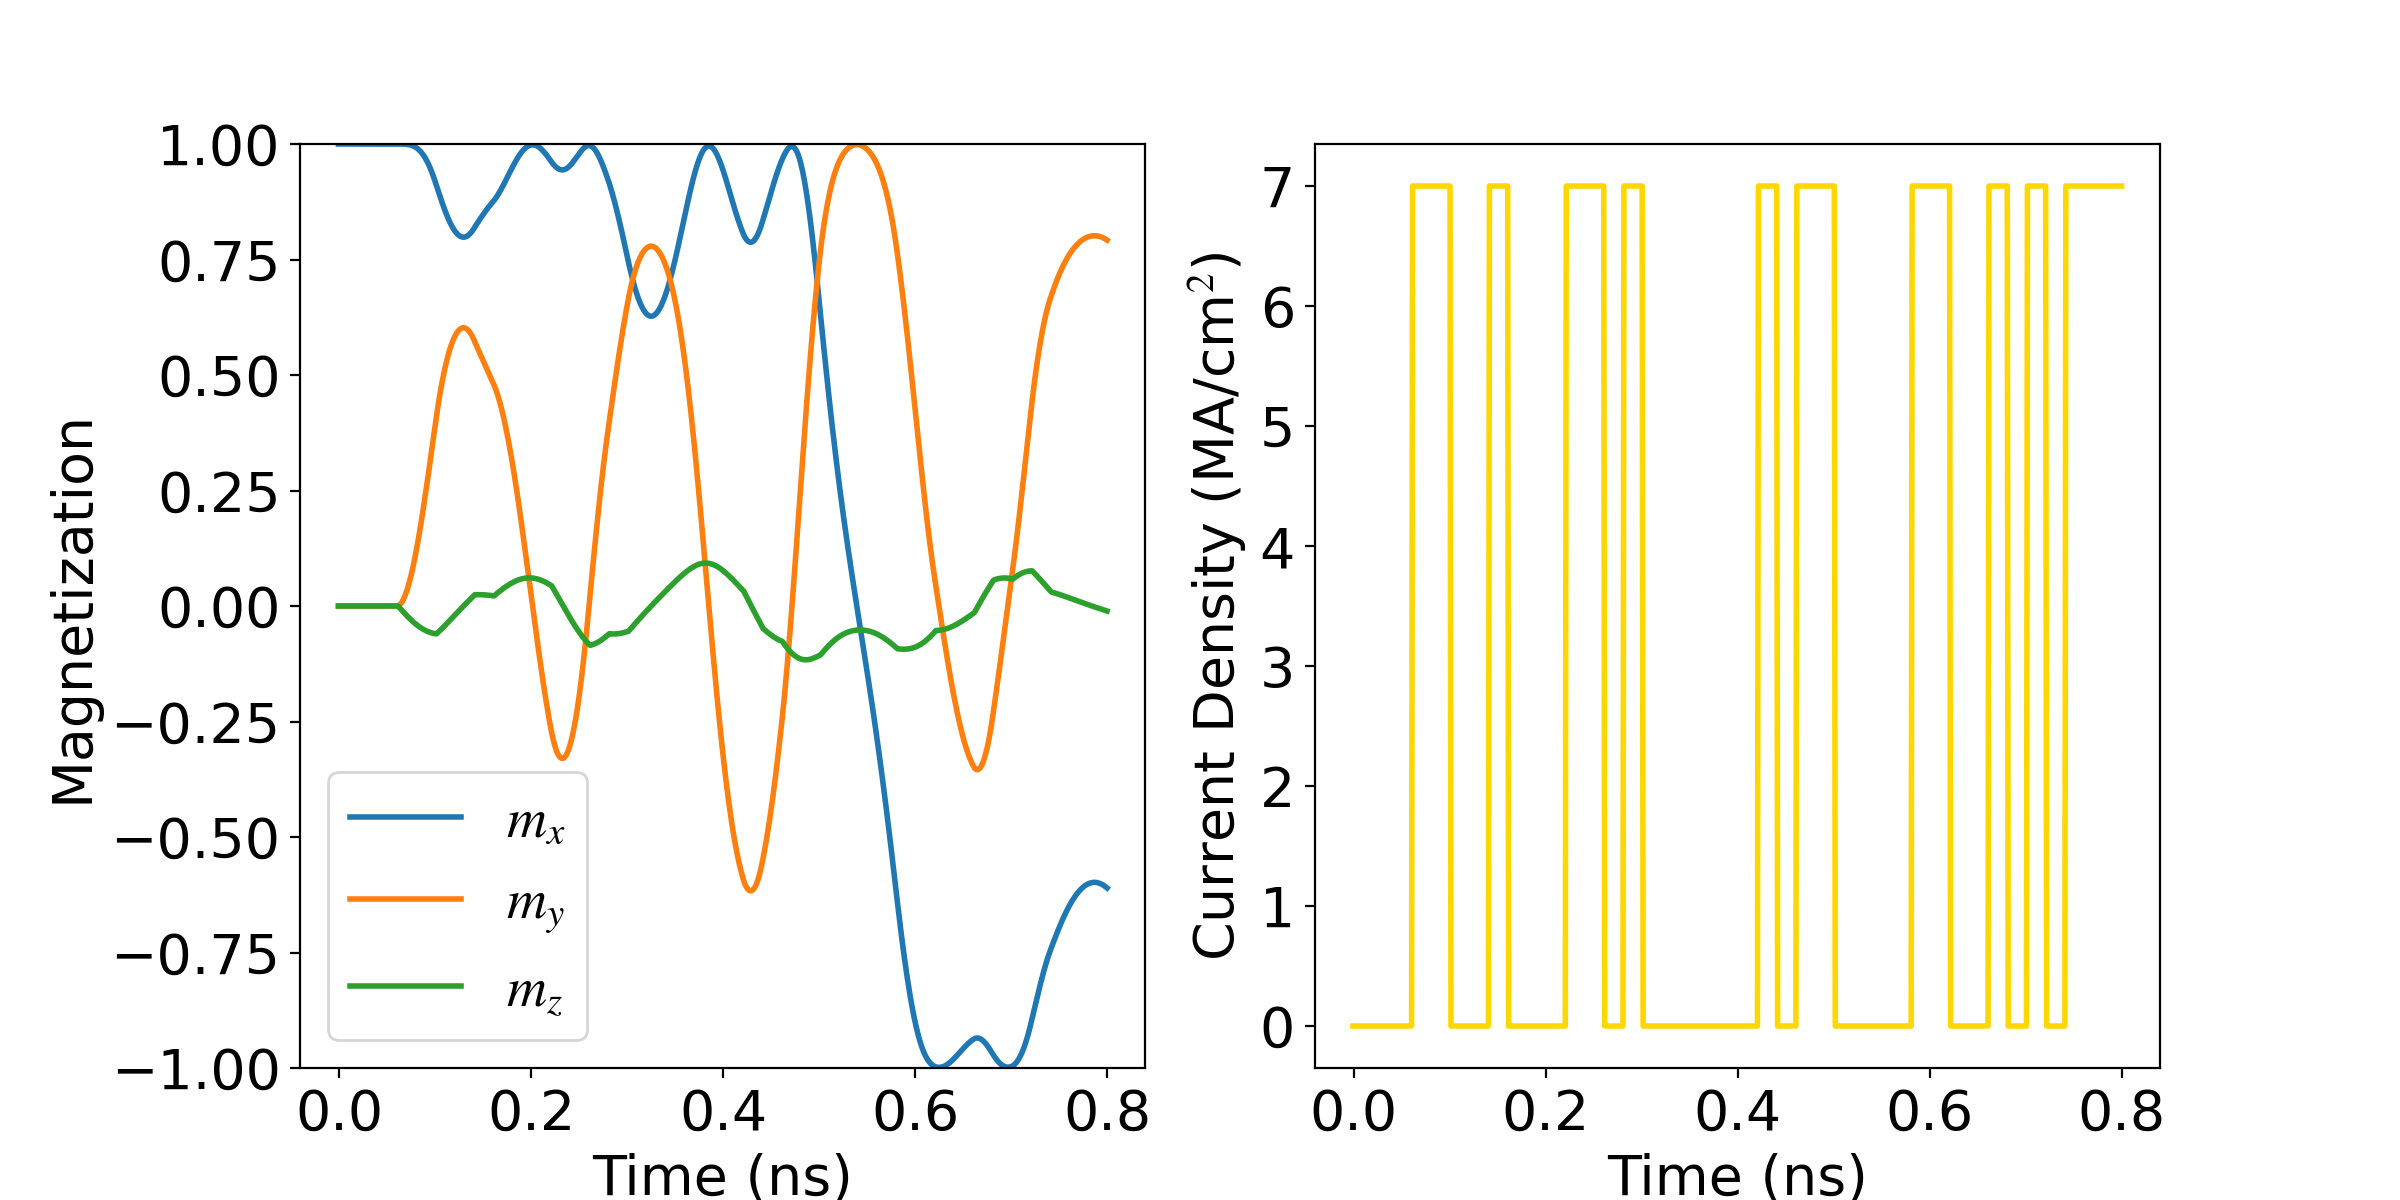 1.00
0.75
0.50
0.25
0.00
−0.25
−0.50
−0.75
−1.00
Magnetization
m_x
m_y
m_z
0.0 0.2 0.4 0.6 0.8
Time (ns)
7
6
5
4
3
2
1
0
Current Density (MA/cm²)
0.0 0.2 0.4 0.6 0.8
Time (ns)